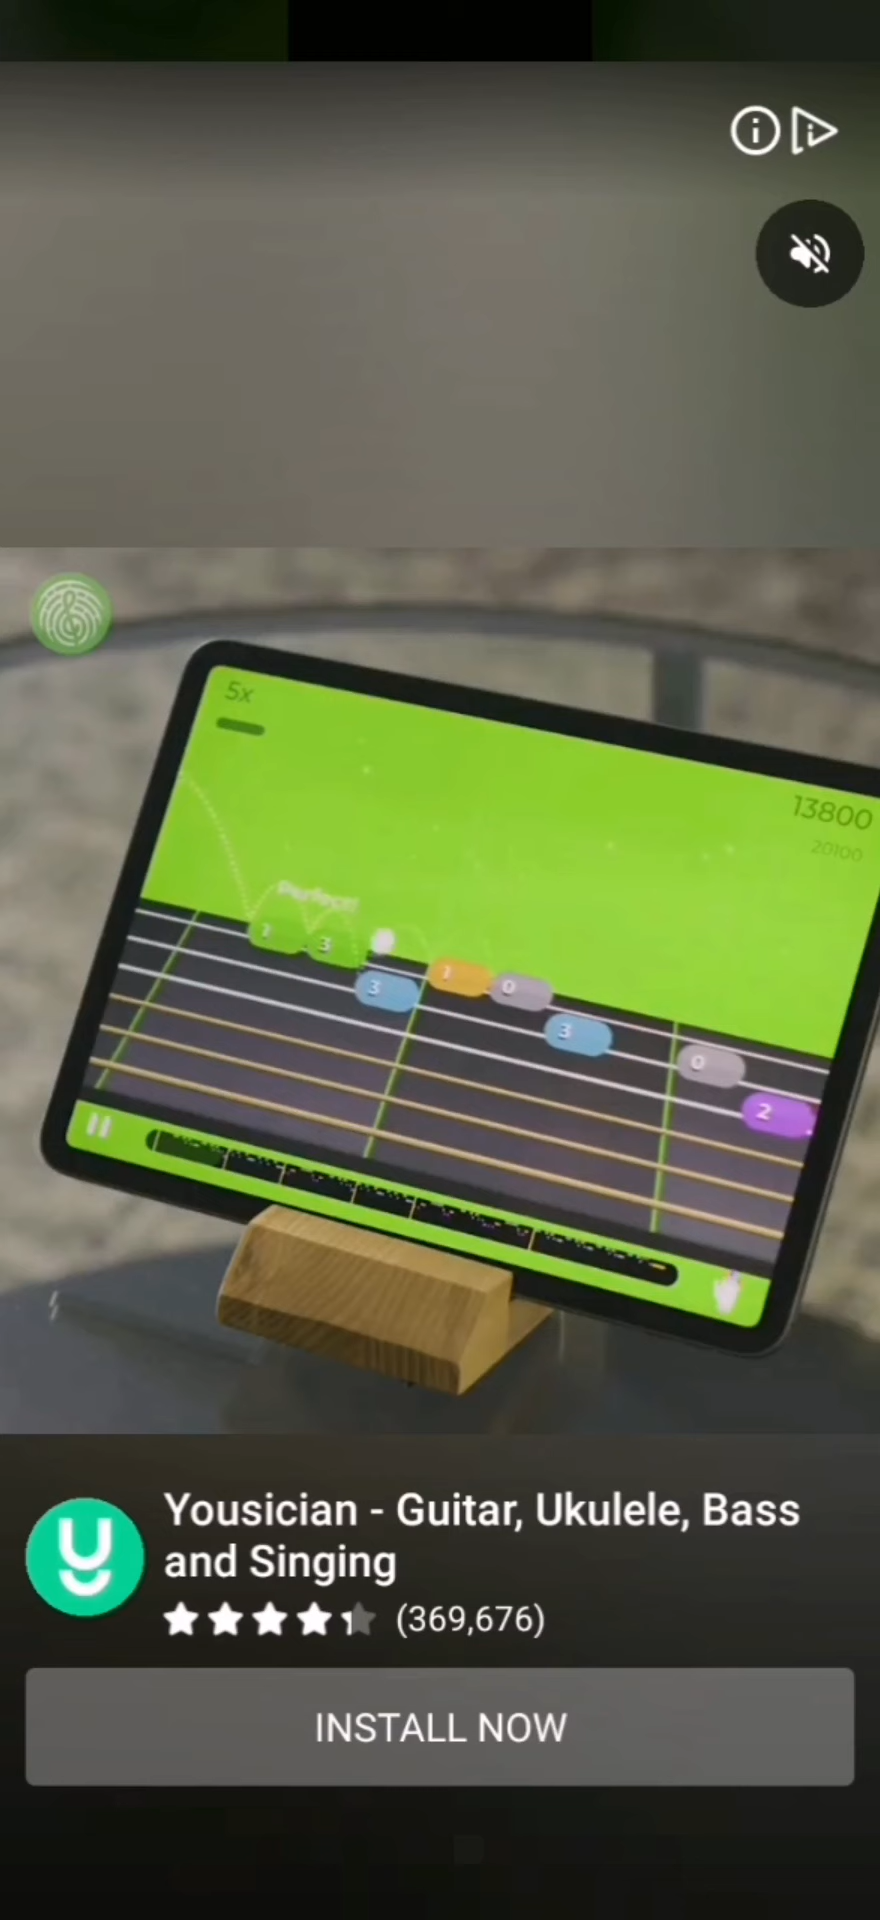 5x
13800
20100
Perfect!
2
3
3
1
0
3
0
2
Yousician - Guitar, Ukulele, Bass
and Singing
(369,676)
INSTALL NOW